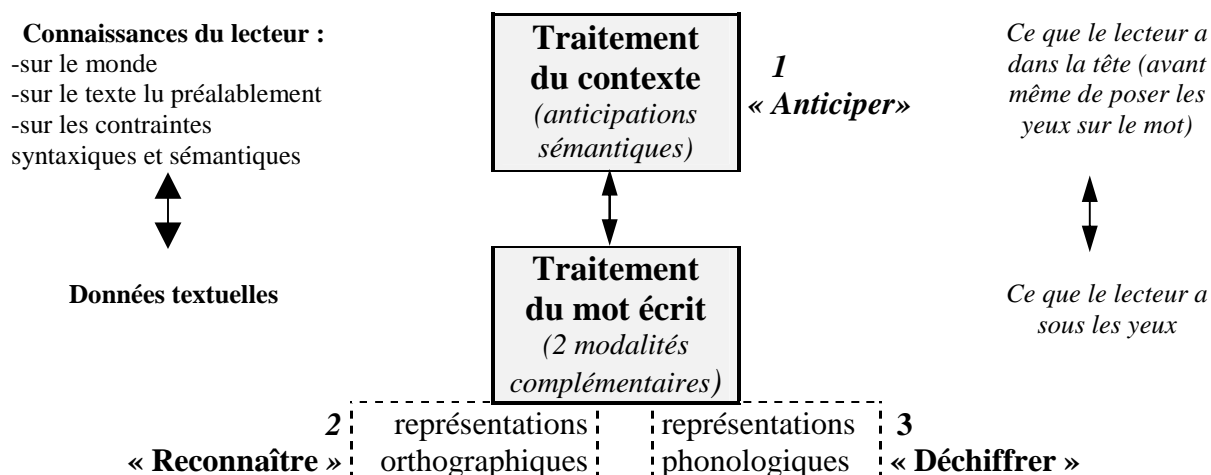 Connaissances du lecteur :
-sur le monde
-sur le texte lu préalablement
-sur les contraintes
syntaxiques et sémantiques
Traitement
du contexte
(anticipations
sémantiques)
1
« Anticiper»
Ce que le lecteur a
dans la tête (avant
même de poser les
yeux sur le mot)
Données textuelles
Traitement
du mot écrit
(2 modalités
complémentaires)
Ce que le lecteur a
sous les yeux
2
« Reconnaître »
représentations
orthographiques
représentations
phonologiques
3
« Déchiffrer »